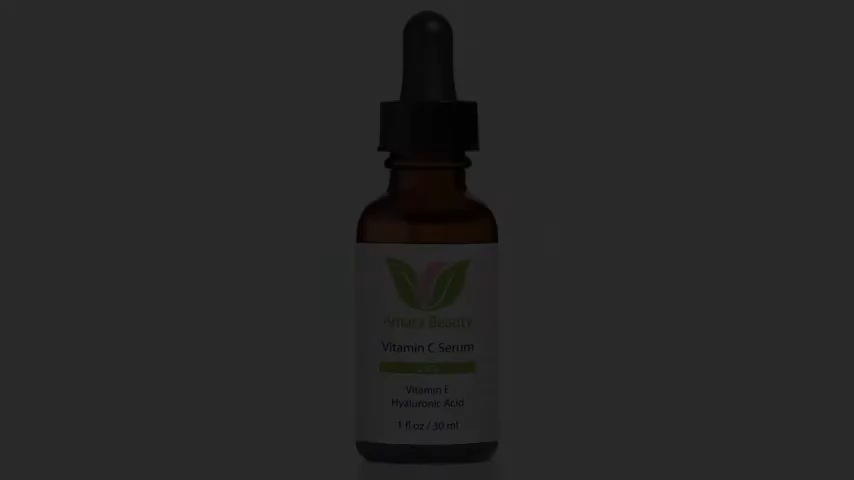 Amara Beauty
Vitamin C Serum
Vitamin E
Hyaluronic Acid
1 fl oz / 30 ml